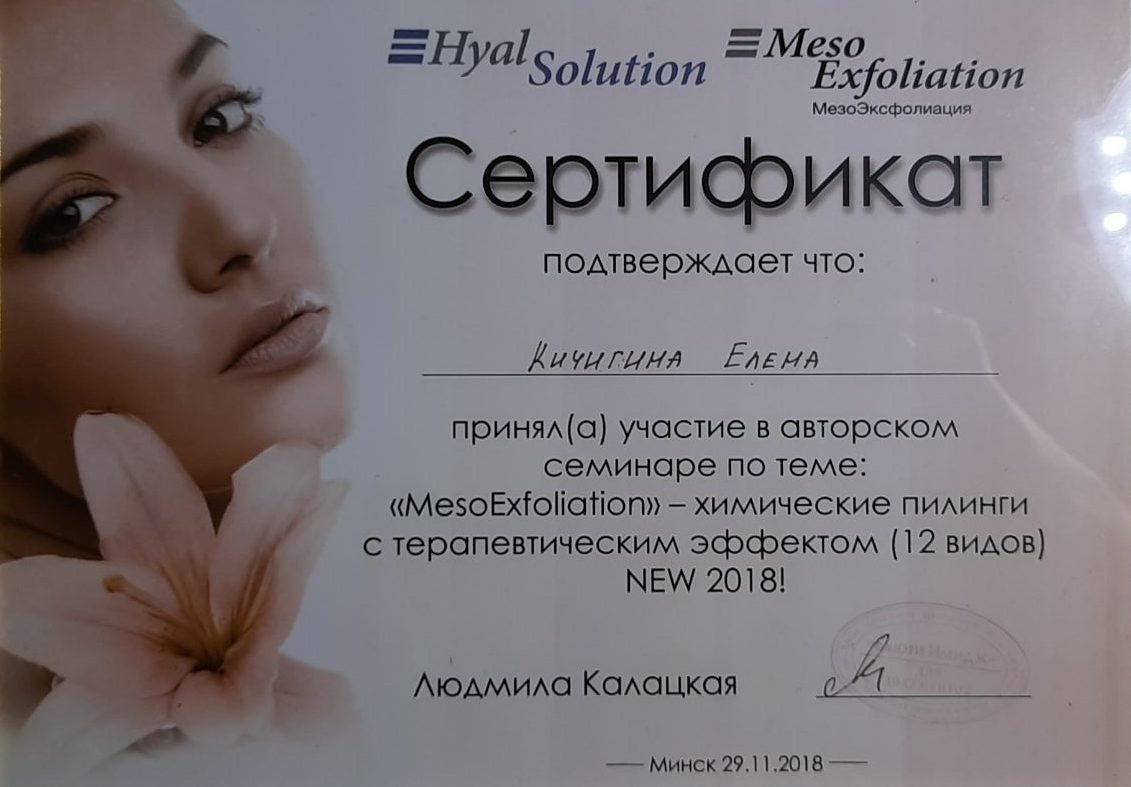 Hyal Solution
Meso Exfoliation
МезоЭксфолиация
Сертификат
подтверждает что:
Кичигина Елена
принял(а) участие в авторском
семинаре по теме:
«MesoExfoliation» – химические пилинги
с терапевтическим эффектом (12 видов)
NEW 2018!
Людмила Калацкая
Минск 29.11.2018